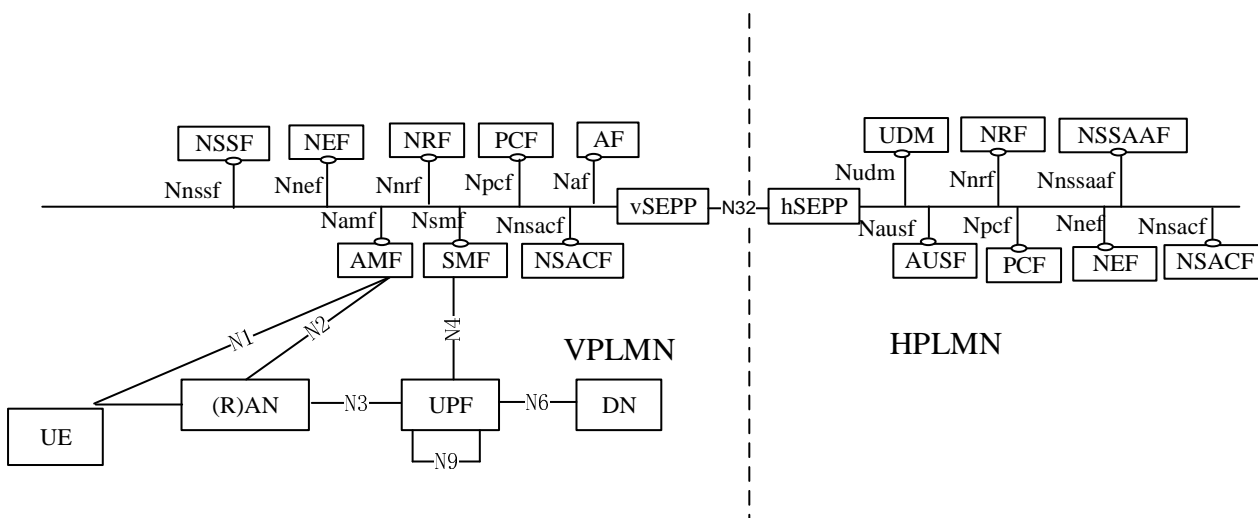 NSSF NEF NRF PCF AF UDM NRF NSSAAF
Nnssf Nnef Nnrf Npcf Naf Nudm Nnrf Nnssaaf
vSEPP N32 hSEPP
Namf Nsmf Nnsacf Nausf Npcf Nnef Nnsacf
AMF SMF NSACF AUSF PCF NEF NSACF
N1 N2 N4
VPLMN HPLMN
(R)AN N3 UPF N6 DN
UE
N9